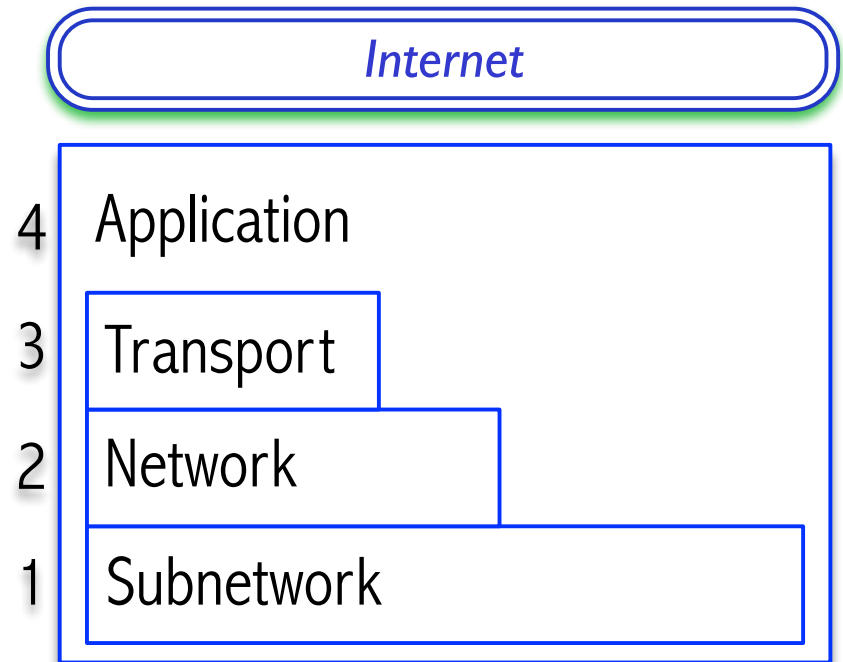 Internet
4 Application
3 Transport
2 Network
1 Subnetwork